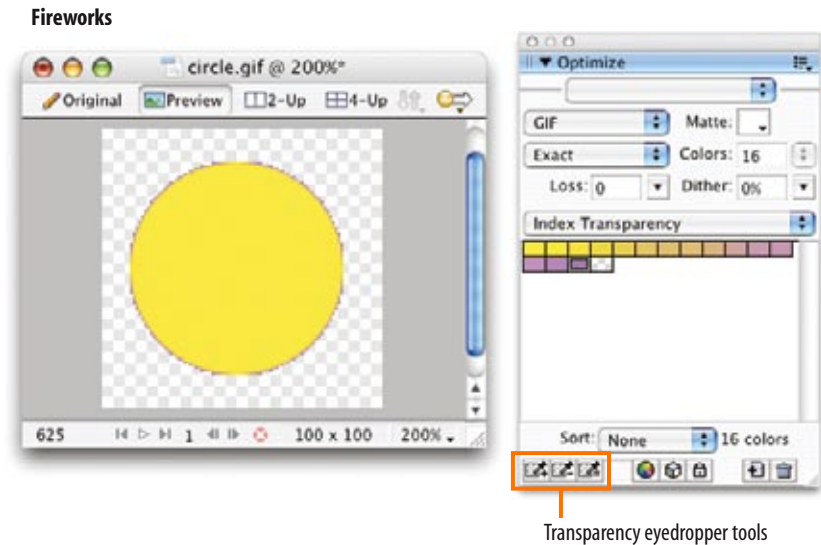 Fireworks
circle.gif @ 200%*
Original Preview 2-Up 4-Up
625 1 100 x 100 200%
Optimize
GIF Matte:
Exact Colors: 16
Loss: 0 Dither: 0%
Index Transparency
Sort: None 16 colors
Transparency eyedropper tools